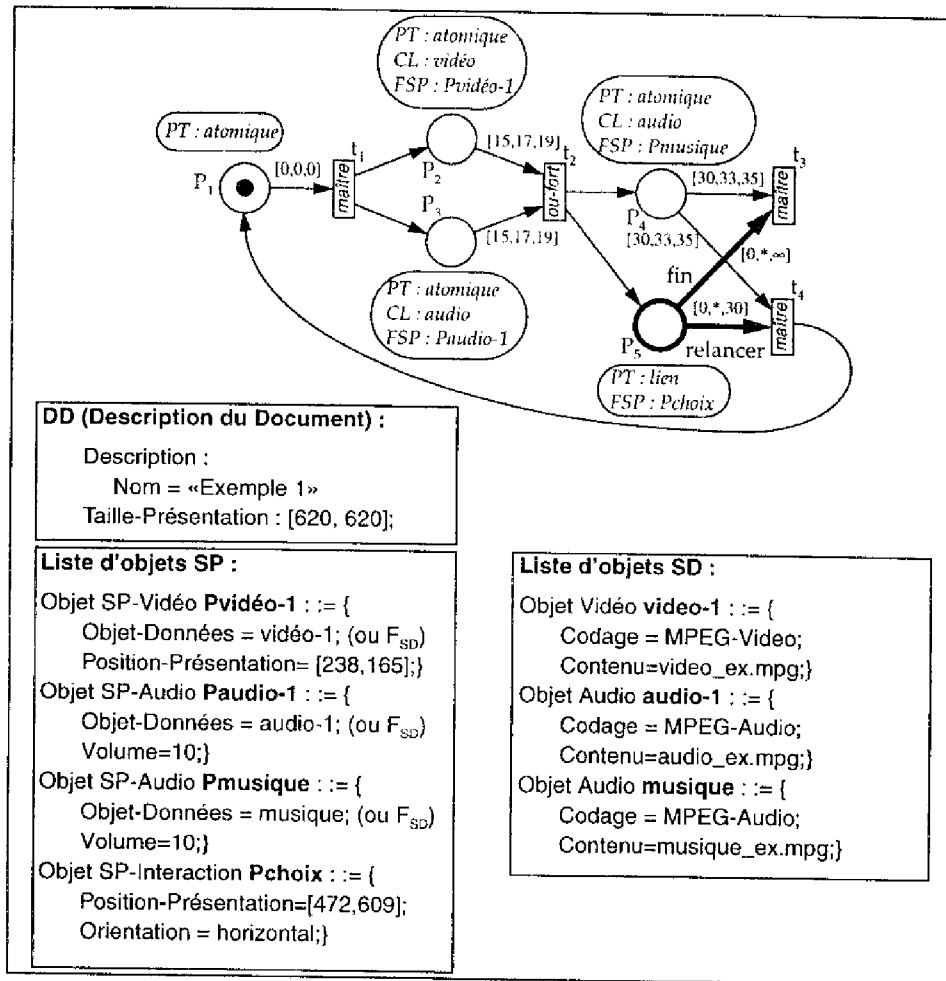 PT : atomique
CL : vidéo
FSP : Pvidéo-1
PT : atomique
CL : audio
FSP : Pmusique
PT : atomique
P1
[0,0,0]
t1
maître
P2
[15,17,19]
t2
ou-fort
P3
[15,17,19]
P4
[30,33,35]
t3
maître
[30,33,35]
[0,*,∞]
fin
t4
maître
[0,*,30]
P5
relancer
PT : atomique
CL : audio
FSP : Paudio-1
PT : lien
FSP : Pchoix
DD (Description du Document) :
Description :
Nom = «Exemple 1»
Taille-Présentation : [620, 620];
Liste d'objets SP :
Objet SP-Vidéo Pvidéo-1 : := {
Objet-Données = vidéo-1; (ou FSD)
Position-Présentation= [238,165];}
Objet SP-Audio Paudio-1 : := {
Objet-Données = audio-1; (ou FSD)
Volume=10;}
Objet SP-Audio Pmusique : := {
Objet-Données = musique; (ou FSD)
Volume=10;}
Objet SP-Interaction Pchoix : := {
Position-Présentation=[472,609];
Orientation = horizontal;}
Liste d'objets SD :
Objet Vidéo video-1 : := {
Codage = MPEG-Video;
Contenu=video_ex.mpg;}
Objet Audio audio-1 : := {
Codage = MPEG-Audio;
Contenu=audio_ex.mpg;}
Objet Audio musique : := {
Codage = MPEG-Audio;
Contenu=musique_ex.mpg;}